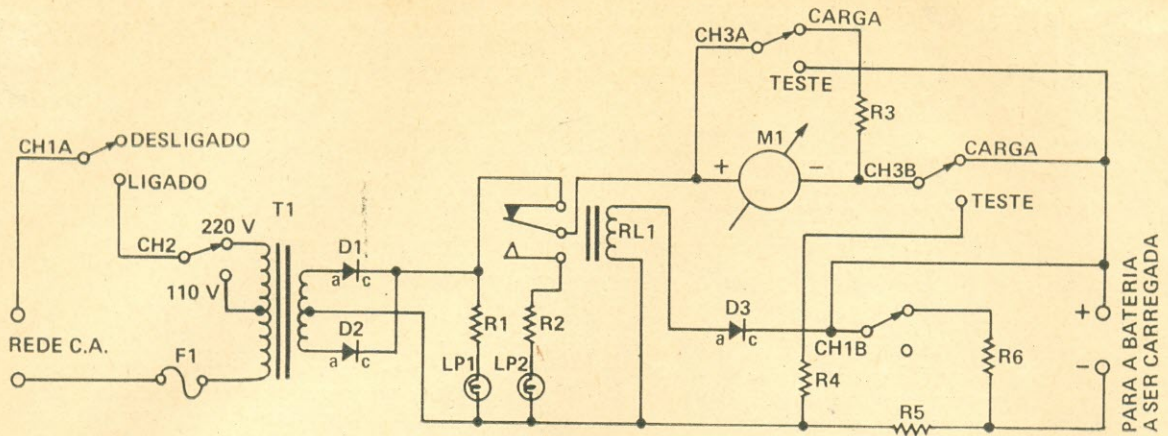 CARGA
CH3A
TESTE
R3
M1
CARGA
+
−
CH3B
TESTE
CH1A
DESLIGADO
LIGADO
T1
220 V
CH2
110 V
REDE C.A.
F1
D1
a c
D2
a c
RL1
R1
R2
LP1
LP2
D3
a c
CH1B
R4
R6
R5
+
−
PARA A BATERIA
A SER CARREGADA